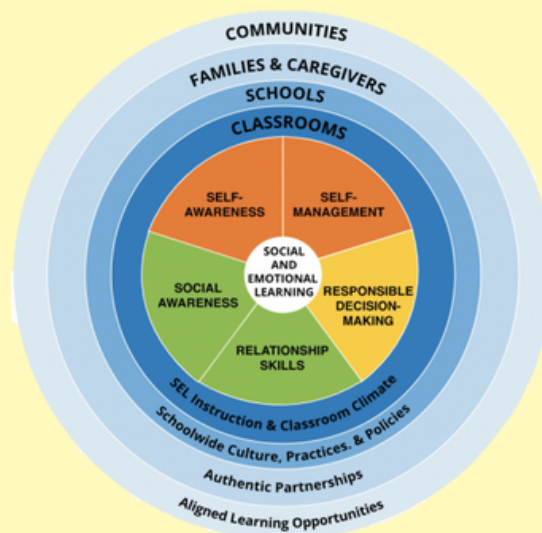 COMMUNITIES
FAMILIES & CAREGIVERS
SCHOOLS
CLASSROOMS
SELF-
AWARENESS
SELF-
MANAGEMENT
SOCIAL
AND
EMOTIONAL
LEARNING
SOCIAL
AWARENESS
RESPONSIBLE
DECISION-
MAKING
RELATIONSHIP
SKILLS
SEL Instruction & Classroom Climate
Schoolwide Culture, Practices. & Policies
Authentic Partnerships
Aligned Learning Opportunities